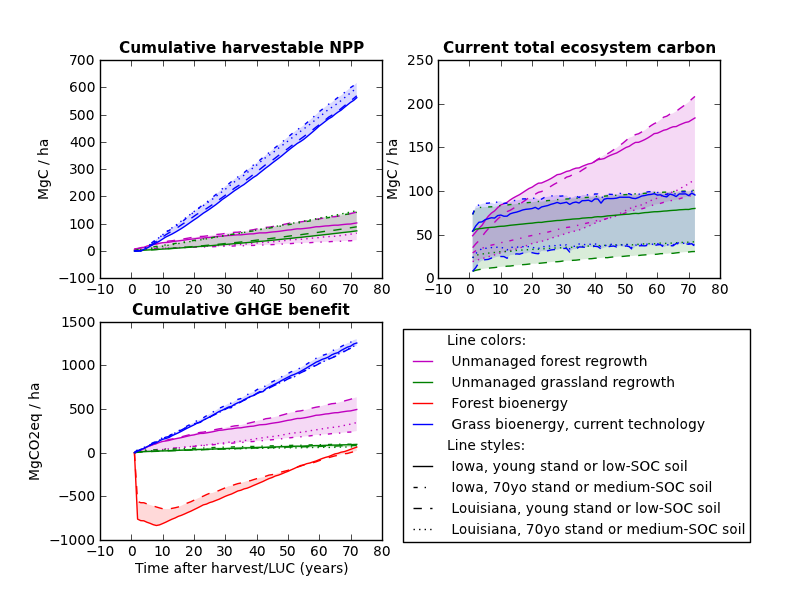 Cumulative harvestable NPP
700
600
500
400
300
200
100
0
−100
MgC / ha
−10 0 10 20 30 40 50 60 70 80
Current total ecosystem carbon
250
200
150
100
50
0
MgC / ha
−10 0 10 20 30 40 50 60 70 80
Cumulative GHGE benefit
1500
1000
500
0
−500
−1000
MgCO2eq / ha
−10 0 10 20 30 40 50 60 70 80
Time after harvest/LUC (years)
Line colors:
Unmanaged forest regrowth
Unmanaged grassland regrowth
Forest bioenergy
Grass bioenergy, current technology
Line styles:
Iowa, young stand or low-SOC soil
Iowa, 70yo stand or medium-SOC soil
Louisiana, young stand or low-SOC soil
Louisiana, 70yo stand or medium-SOC soil